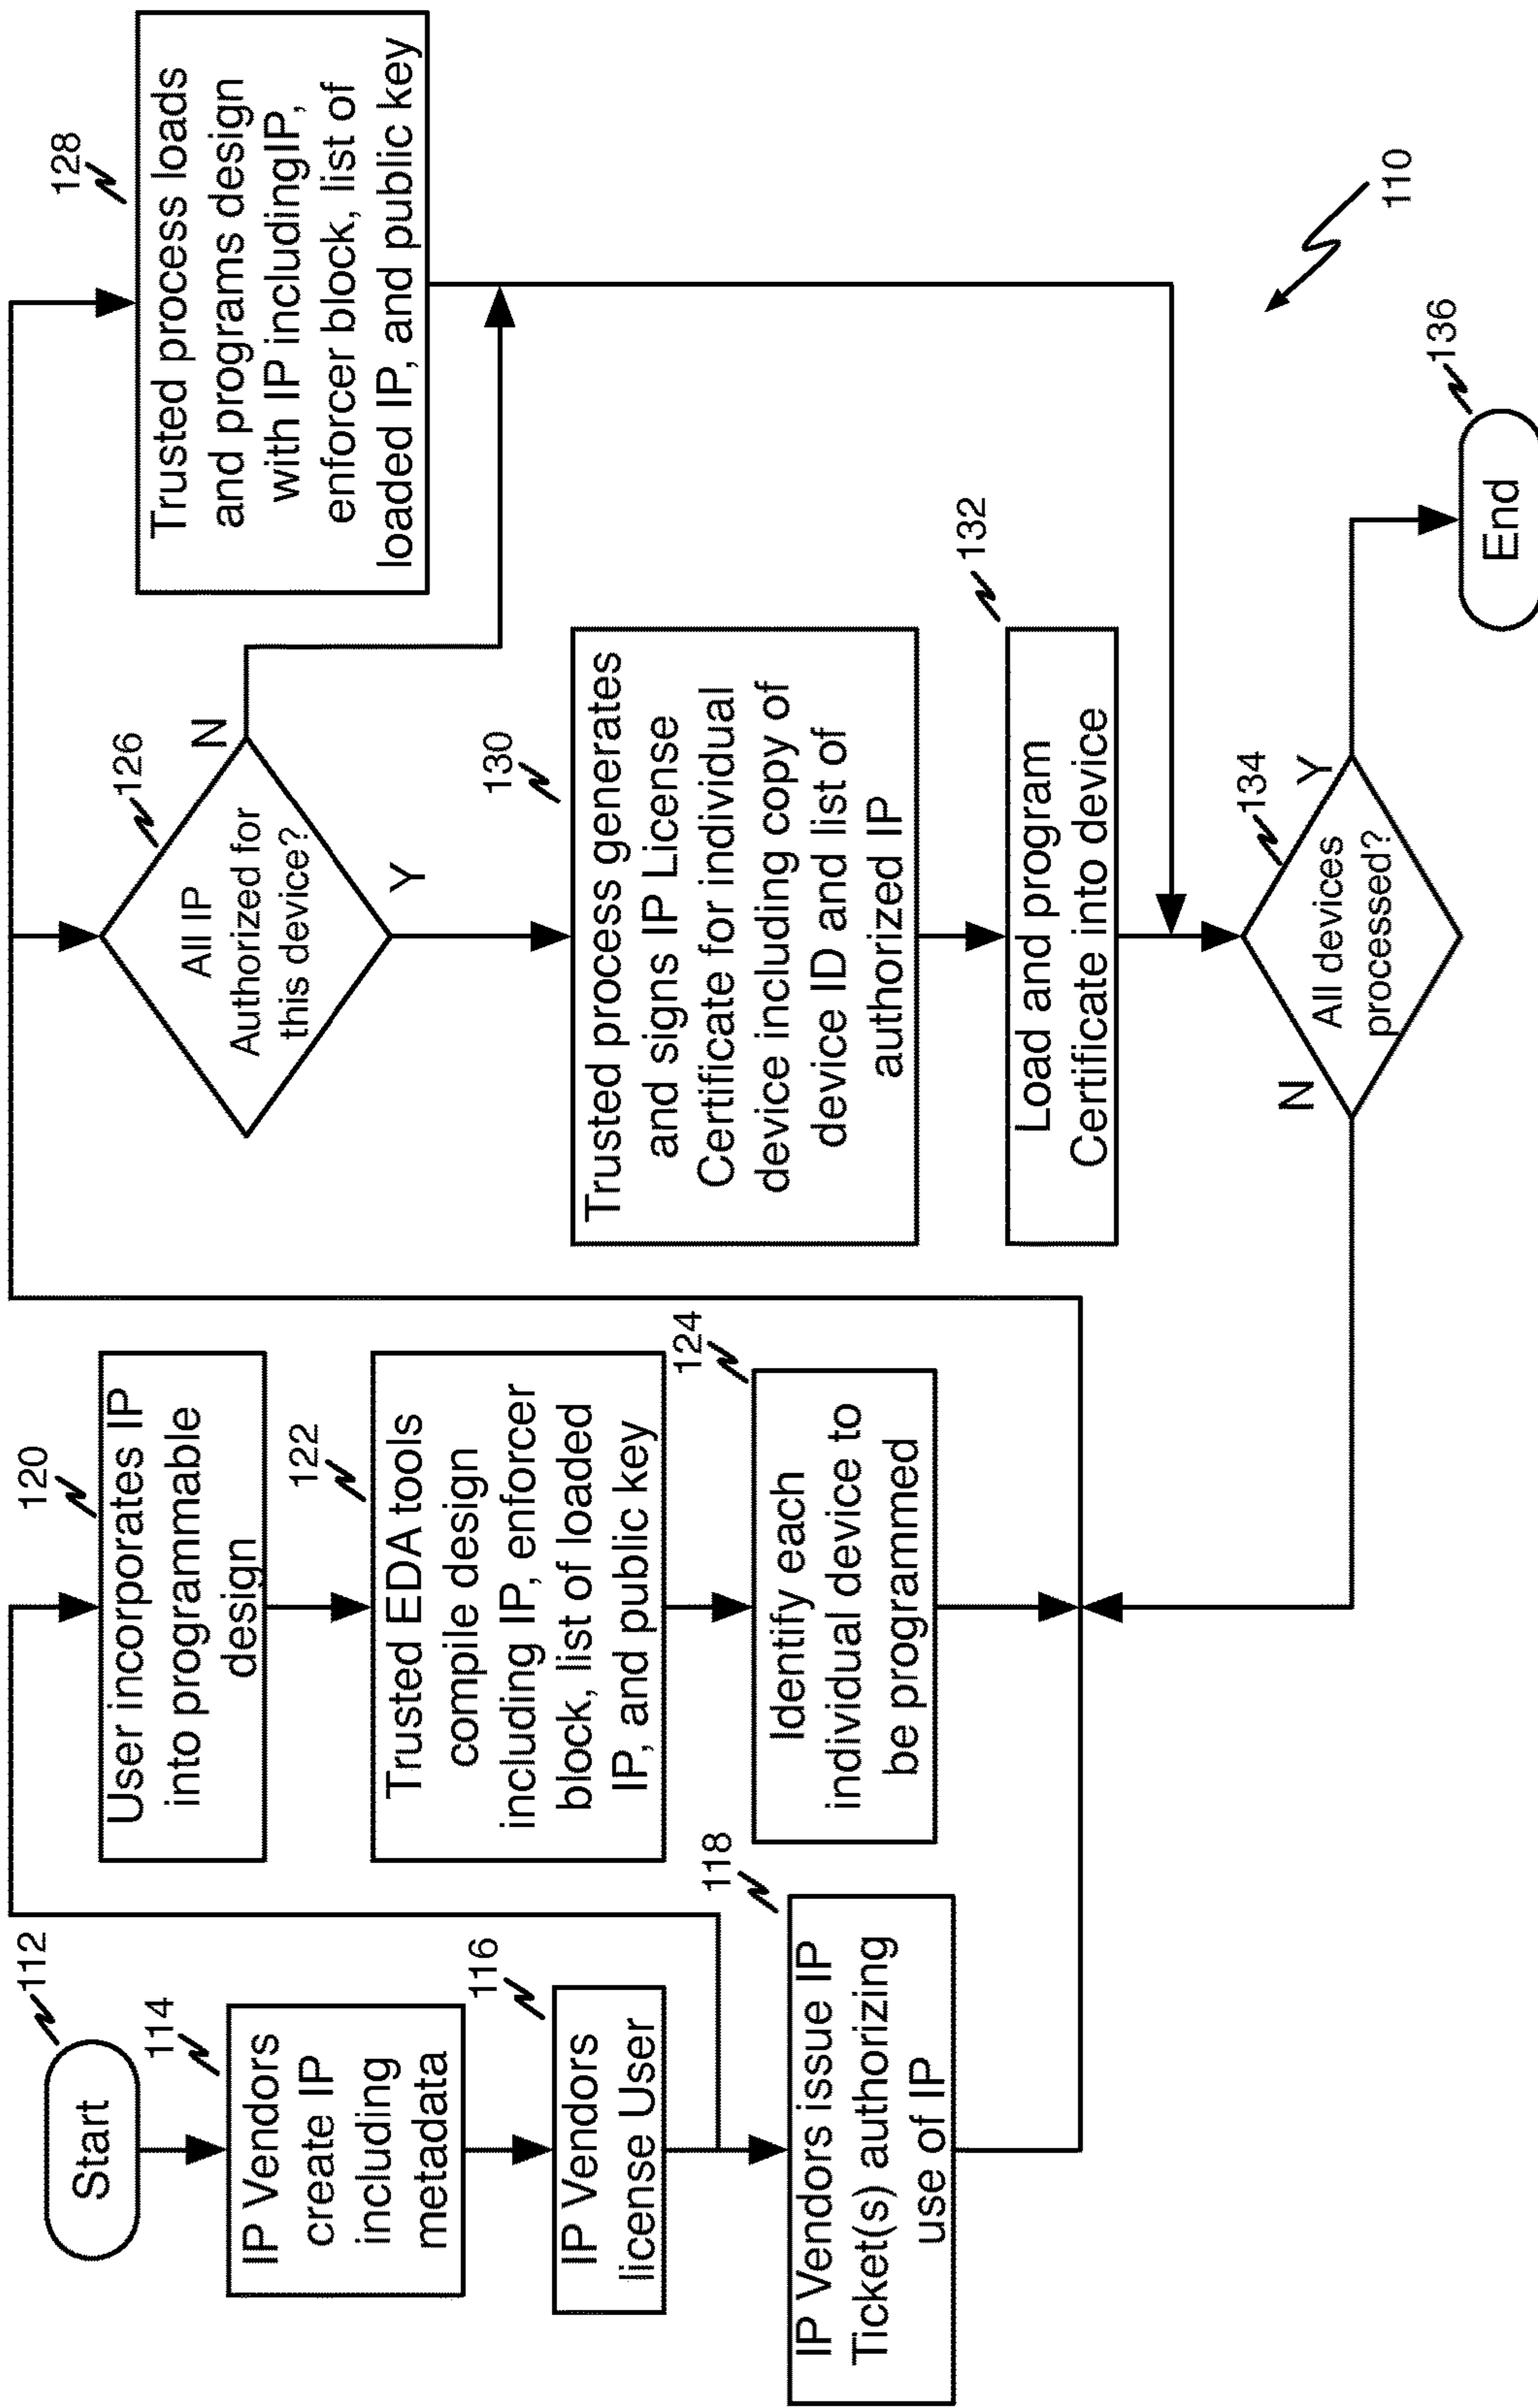 112
Start
114
IP Vendors
create IP
including
metadata
116
IP Vendors
license User
118
IP Vendors issue IP
Ticket(s) authorizing
use of IP
120
User incorporates IP
into programmable
design
122
Trusted EDA tools
compile design
including IP, enforcer
block, list of loaded
IP, and public key
124
Identify each
individual device to
be programmed
126
All IP
Authorized for
this device?
N
Y
128
Trusted process loads
and programs design
with IP includingIP,
enforcer block, list of
loaded IP, and public key
130
Trusted process generates
and signs IP License
Certificate for individual
device including copy of
device ID and list of
authorized IP
132
Load and program
Certificate into device
134
All devices
processed?
N
Y
136
End
110